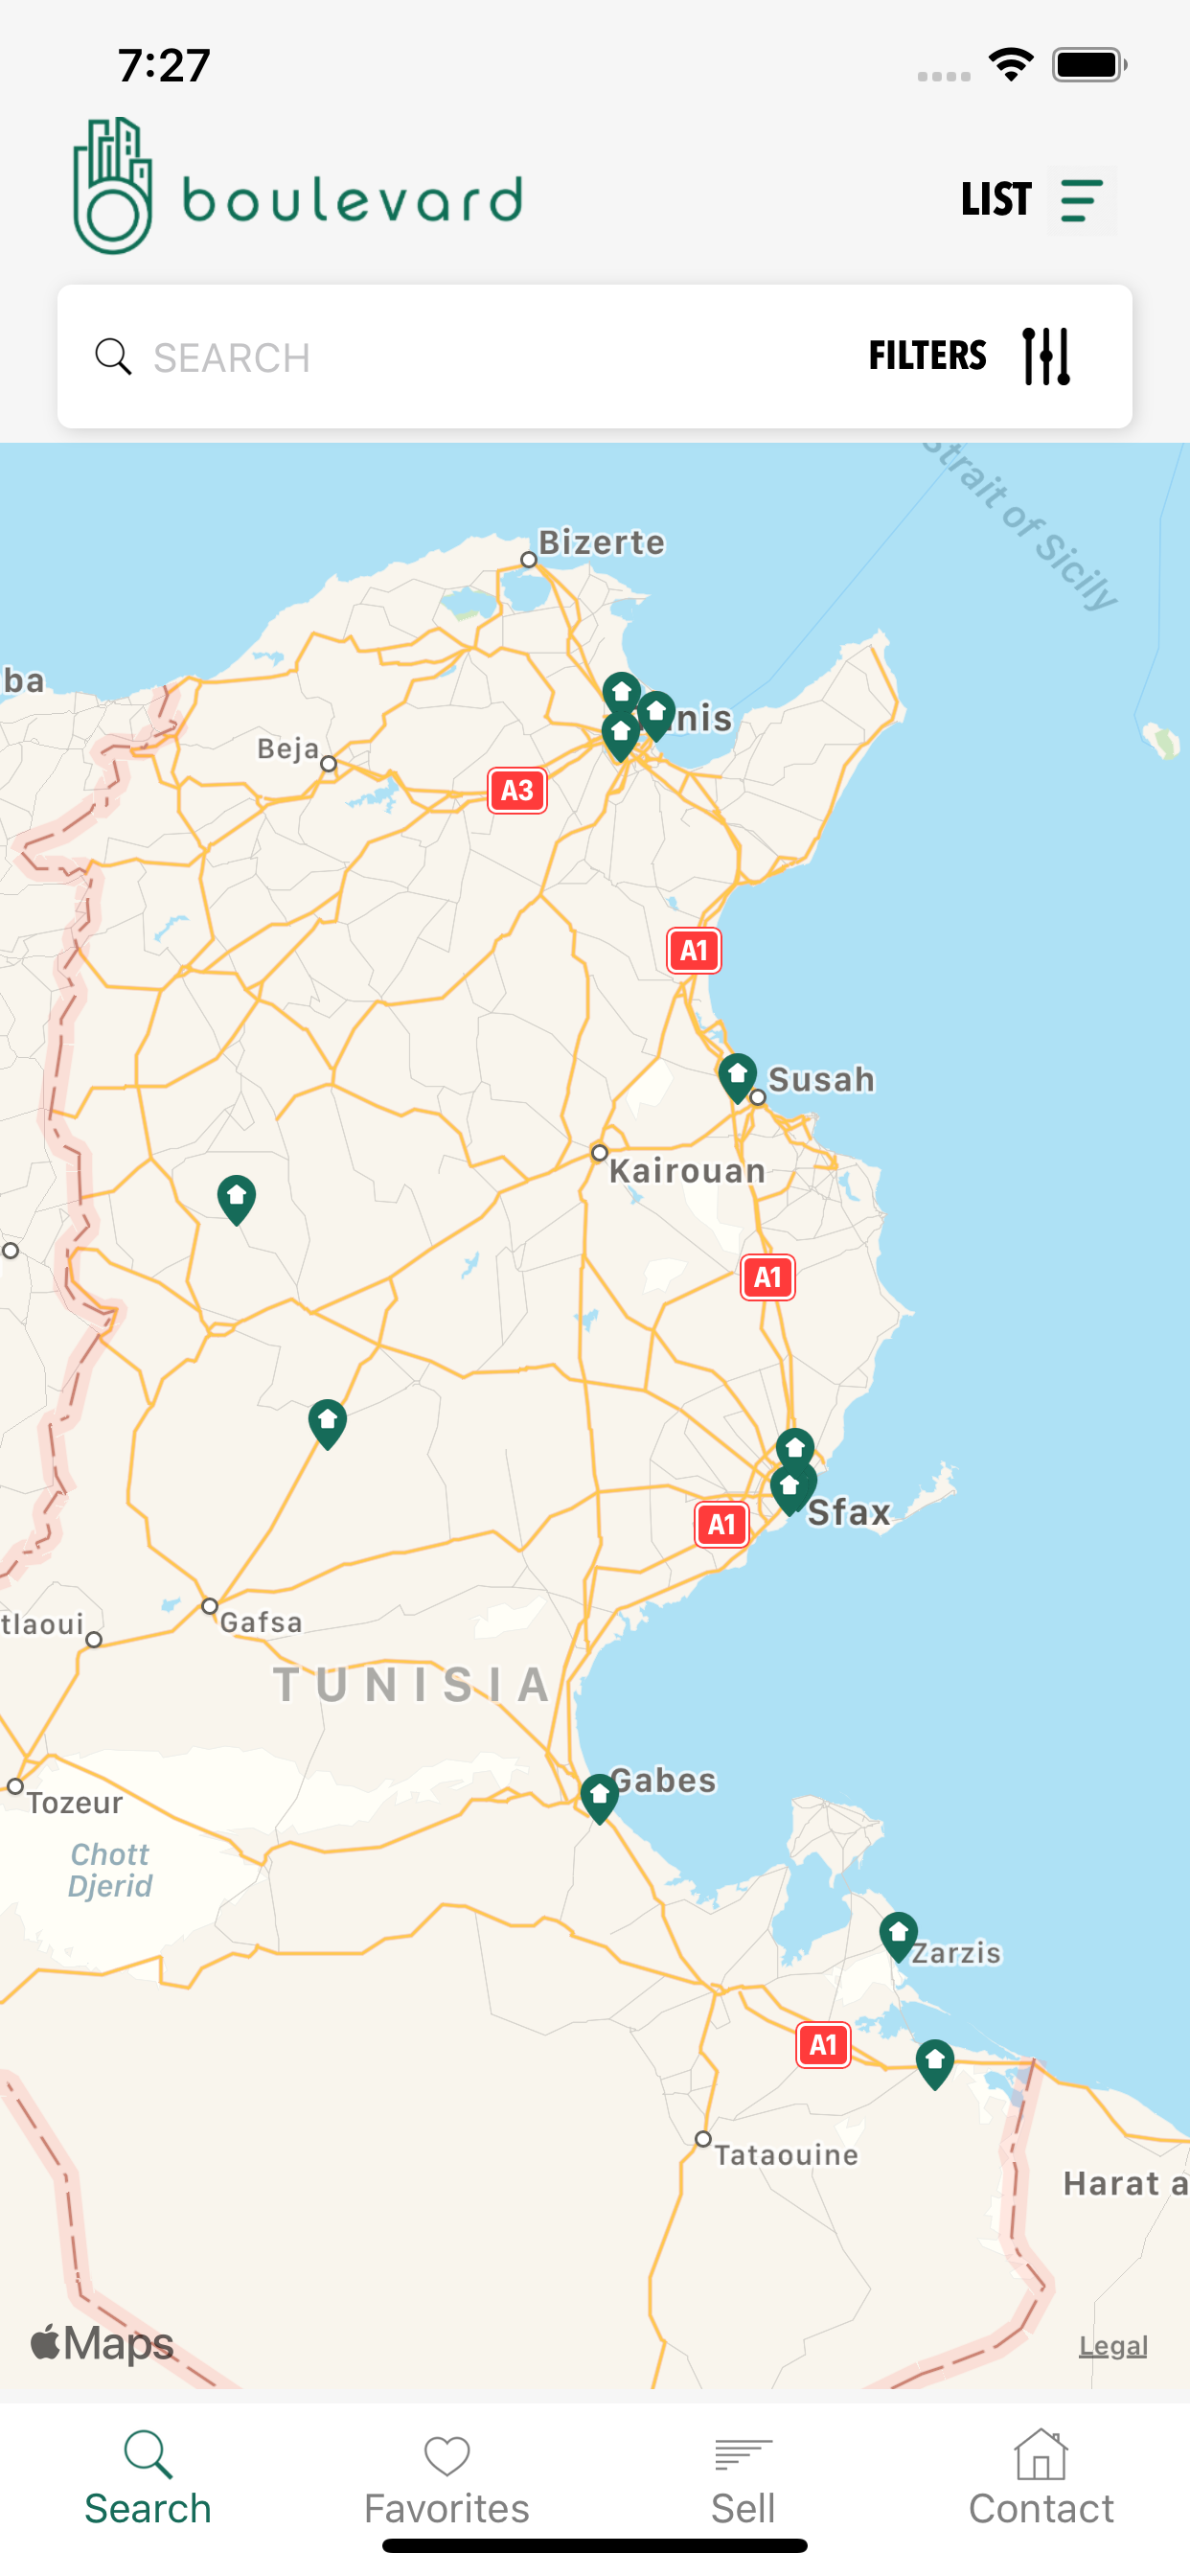 7:27
boulevard
LIST
SEARCH
FILTERS
Strait of Sicily
Bizerte
ba
nis
Beja
A3
A1
Susah
Kairouan
A1
Sfax
A1
Gafsa
tlaoui
TUNISIA
Gabes
Tozeur
Chott
Djerid
Zarzis
A1
Tataouine
Harat a
Maps
Legal
Search
Favorites
Sell
Contact